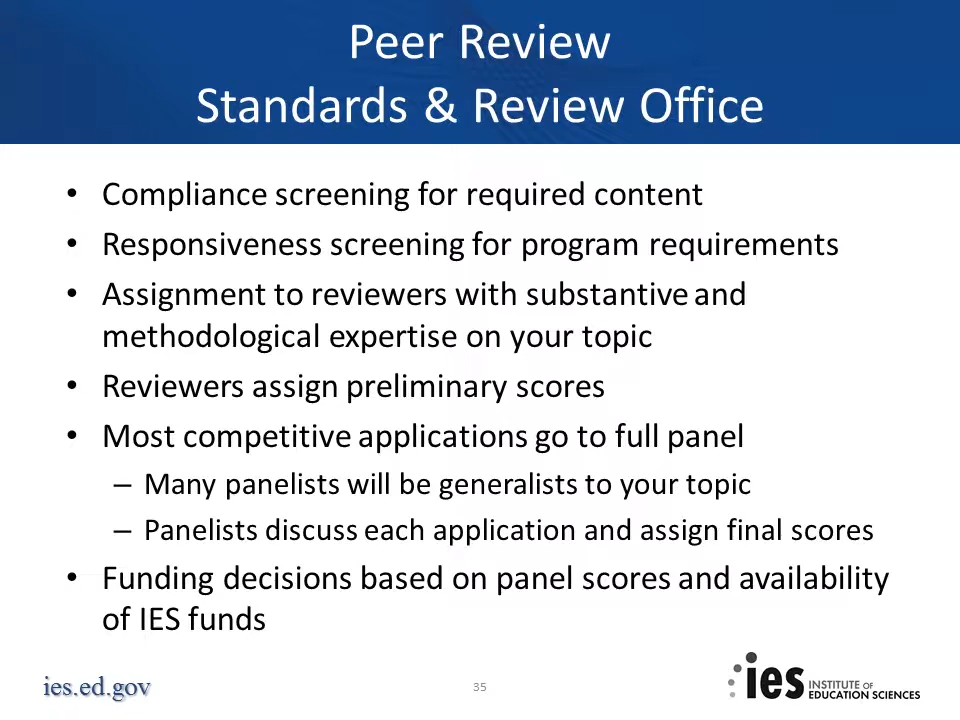 Peer Review
Standards & Review Office
• Compliance screening for required content
• Responsiveness screening for program requirements
• Assignment to reviewers with substantive and
methodological expertise on your topic
• Reviewers assign preliminary scores
• Most competitive applications go to full panel
– Many panelists will be generalists to your topic
– Panelists discuss each application and assign final scores
• Funding decisions based on panel scores and availability
of IES funds
ies.ed.gov
35
ies INSTITUTE OF
EDUCATION SCIENCES